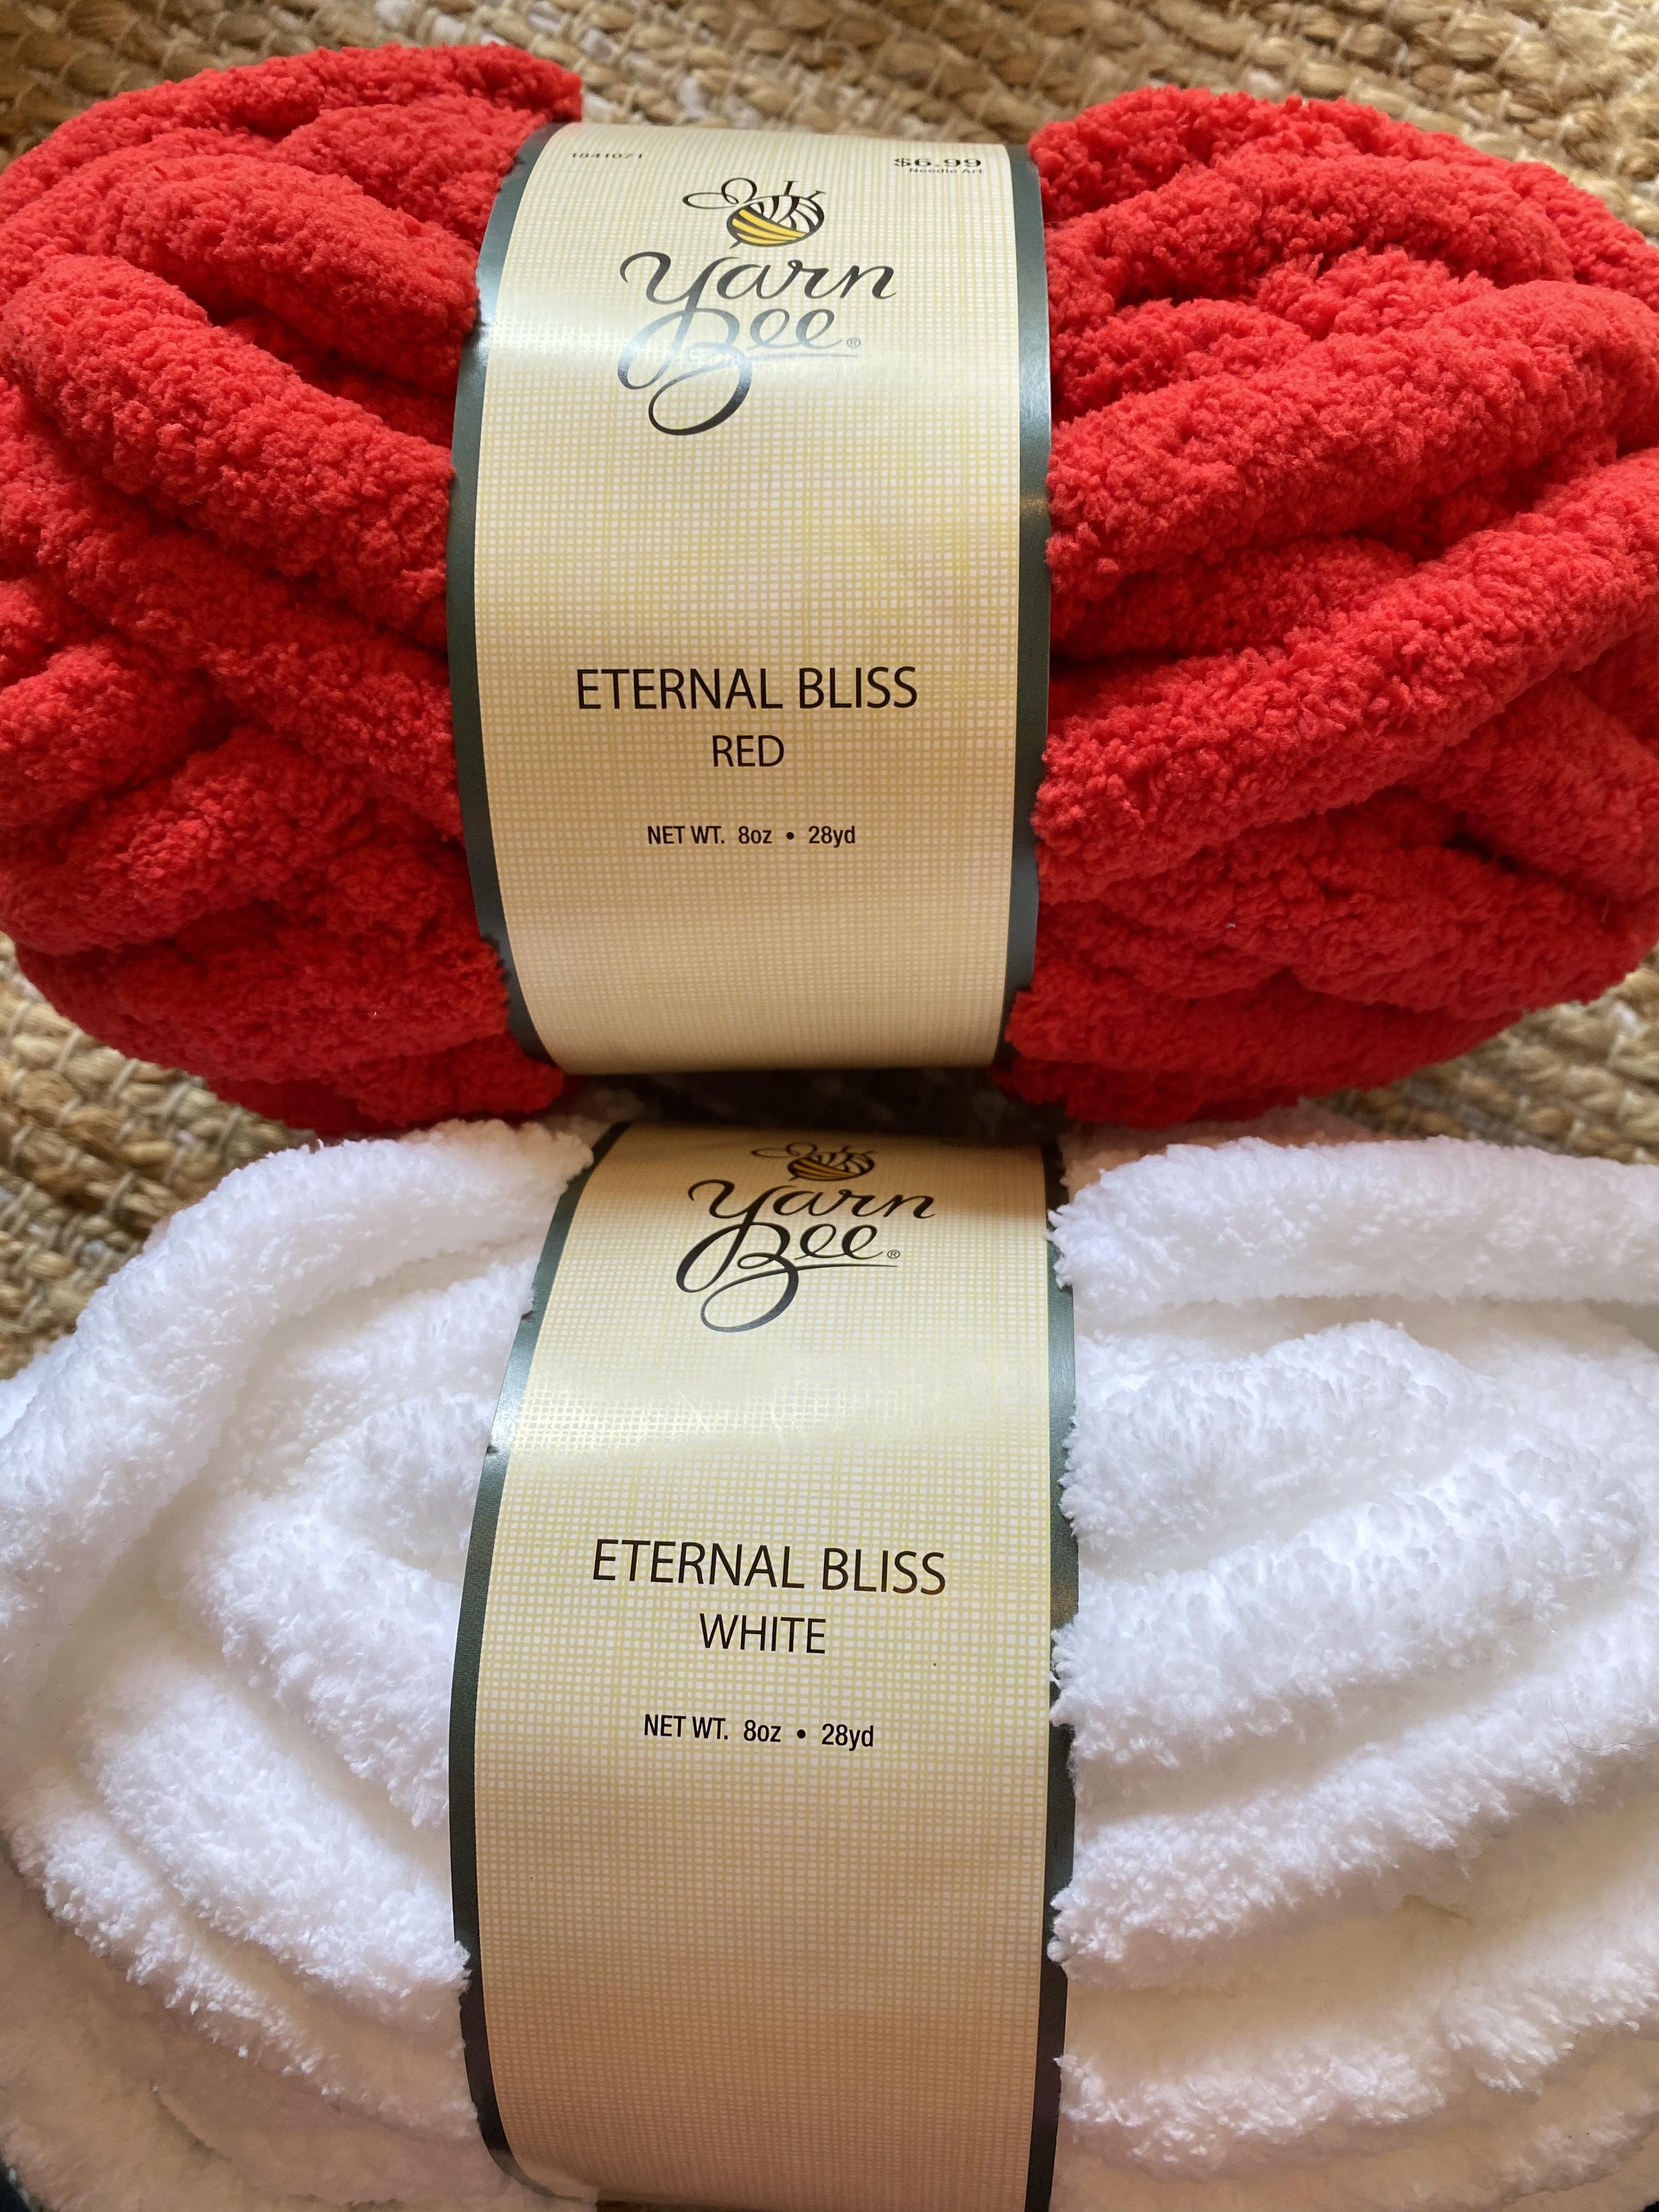 1841071 $6.99
Needle Art
Yarn
Bee®
ETERNAL BLISS
RED
NET WT. 8oz • 28yd
Yarn
Bee®
ETERNAL BLISS
WHITE
NET WT. 8oz • 28yd